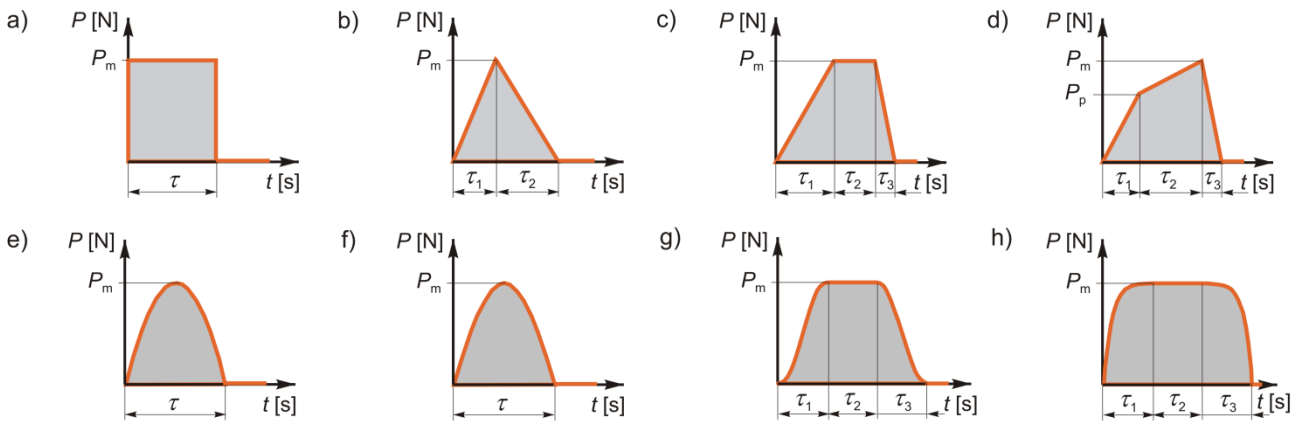 a) P [N] b) P [N] c) P [N] d) P [N]
Pm Pm Pm Pm
Pp
τ t [s] τ1 τ2 t [s] τ1 τ2 τ3 t [s] τ1 τ2 τ3 t [s]
e) P [N] f) P [N] g) P [N] h) P [N]
Pm Pm Pm Pm
τ t [s] τ t [s] τ1 τ2 τ3 t [s] τ1 τ2 τ3 t [s]